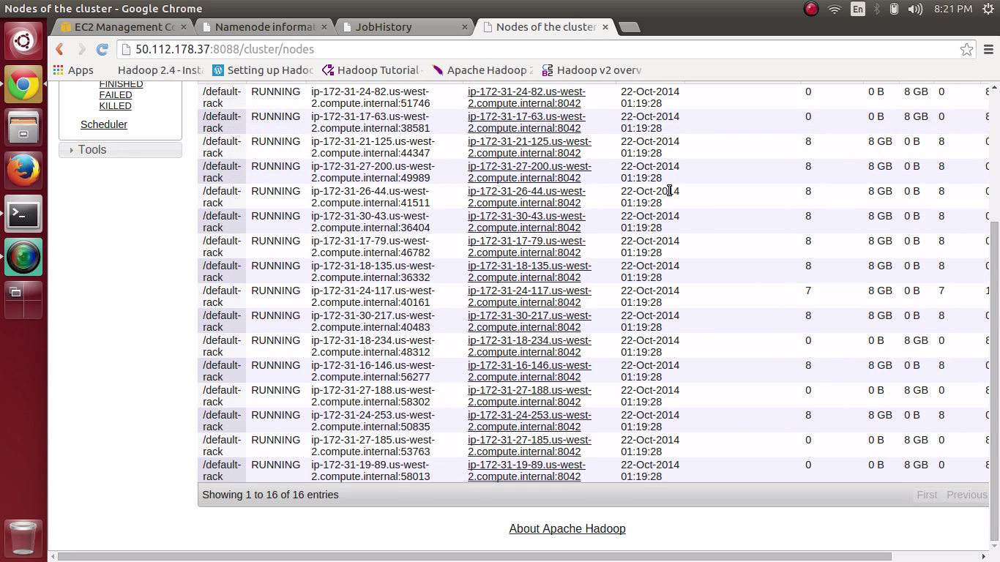 Nodes of the cluster - Google Chrome
En
8:21 PM
EC2 Management Co
Namenode informat
JobHistory
Nodes of the cluster
50.112.178.37:8088/cluster/nodes
Apps
Hadoop 2.4 - Insta
Setting up Hadoo
Hadoop Tutorial -
Apache Hadoop 2
Hadoop v2 overv
FINISHED
FAILED
KILLED
Scheduler
Tools
/default- RUNNING ip-172-31-24-82.us-west- ip-172-31-24-82.us-west- 22-Oct-2014 0 0 B 8 GB 0 8
rack 2.compute.internal:51746 2.compute.internal:8042 01:19:28
/default- RUNNING ip-172-31-17-63.us-west- ip-172-31-17-63.us-west- 22-Oct-2014 0 0 B 8 GB 0 8
rack 2.compute.internal:38581 2.compute.internal:8042 01:19:28
/default- RUNNING ip-172-31-21-125.us-west- ip-172-31-21-125.us-west- 22-Oct-2014 8 8 GB 0 B 8 0
rack 2.compute.internal:44347 2.compute.internal:8042 01:19:28
/default- RUNNING ip-172-31-27-200.us-west- ip-172-31-27-200.us-west- 22-Oct-2014 8 8 GB 0 B 8 0
rack 2.compute.internal:49989 2.compute.internal:8042 01:19:28
/default- RUNNING ip-172-31-26-44.us-west- ip-172-31-26-44.us-west- 22-Oct-2014 8 8 GB 0 B 8 0
rack 2.compute.internal:41511 2.compute.internal:8042 01:19:28
/default- RUNNING ip-172-31-30-43.us-west- ip-172-31-30-43.us-west- 22-Oct-2014 8 8 GB 0 B 8 0
rack 2.compute.internal:36404 2.compute.internal:8042 01:19:28
/default- RUNNING ip-172-31-17-79.us-west- ip-172-31-17-79.us-west- 22-Oct-2014 8 8 GB 0 B 8 0
rack 2.compute.internal:46782 2.compute.internal:8042 01:19:28
/default- RUNNING ip-172-31-18-135.us-west- ip-172-31-18-135.us-west- 22-Oct-2014 8 8 GB 0 B 8 0
rack 2.compute.internal:36332 2.compute.internal:8042 01:19:28
/default- RUNNING ip-172-31-24-117.us-west- ip-172-31-24-117.us-west- 22-Oct-2014 7 8 GB 0 B 7 1
rack 2.compute.internal:40161 2.compute.internal:8042 01:19:28
/default- RUNNING ip-172-31-30-217.us-west- ip-172-31-30-217.us-west- 22-Oct-2014 8 8 GB 0 B 8 0
rack 2.compute.internal:40483 2.compute.internal:8042 01:19:28
/default- RUNNING ip-172-31-18-234.us-west- ip-172-31-18-234.us-west- 22-Oct-2014 0 0 B 8 GB 0 8
rack 2.compute.internal:48312 2.compute.internal:8042 01:19:28
/default- RUNNING ip-172-31-16-146.us-west- ip-172-31-16-146.us-west- 22-Oct-2014 8 8 GB 0 B 8 0
rack 2.compute.internal:56277 2.compute.internal:8042 01:19:28
/default- RUNNING ip-172-31-27-188.us-west- ip-172-31-27-188.us-west- 22-Oct-2014 0 0 B 8 GB 0 8
rack 2.compute.internal:58302 2.compute.internal:8042 01:19:28
/default- RUNNING ip-172-31-24-253.us-west- ip-172-31-24-253.us-west- 22-Oct-2014 8 8 GB 0 B 8 0
rack 2.compute.internal:50835 2.compute.internal:8042 01:19:28
/default- RUNNING ip-172-31-27-185.us-west- ip-172-31-27-185.us-west- 22-Oct-2014 0 0 B 8 GB 0 8
rack 2.compute.internal:53763 2.compute.internal:8042 01:19:28
/default- RUNNING ip-172-31-19-89.us-west- ip-172-31-19-89.us-west- 22-Oct-2014 0 0 B 8 GB 0 8
rack 2.compute.internal:58013 2.compute.internal:8042 01:19:28
Showing 1 to 16 of 16 entries
First Previous
About Apache Hadoop